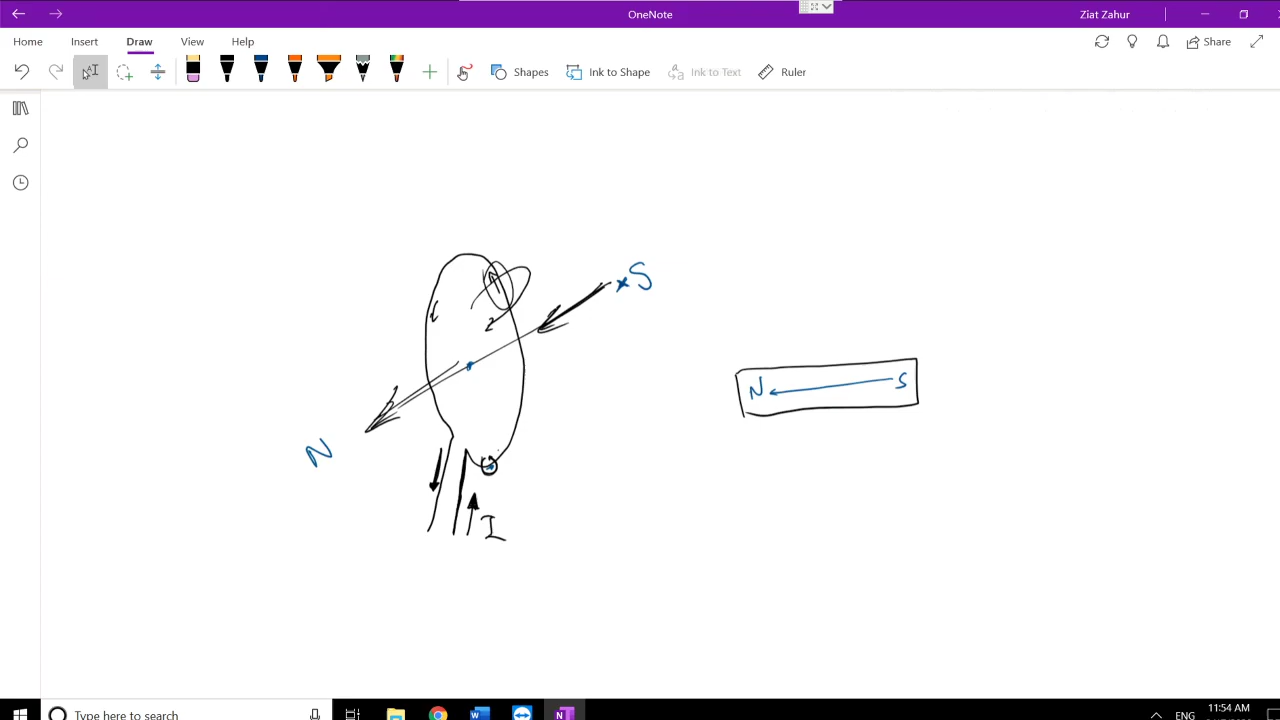 OneNote
Ziat Zahur
Home Insert Draw View Help
Share
Shapes Ink to Shape Ink to Text Ruler
S
N S
N
I
Type here to search
ENG
11:54 AM